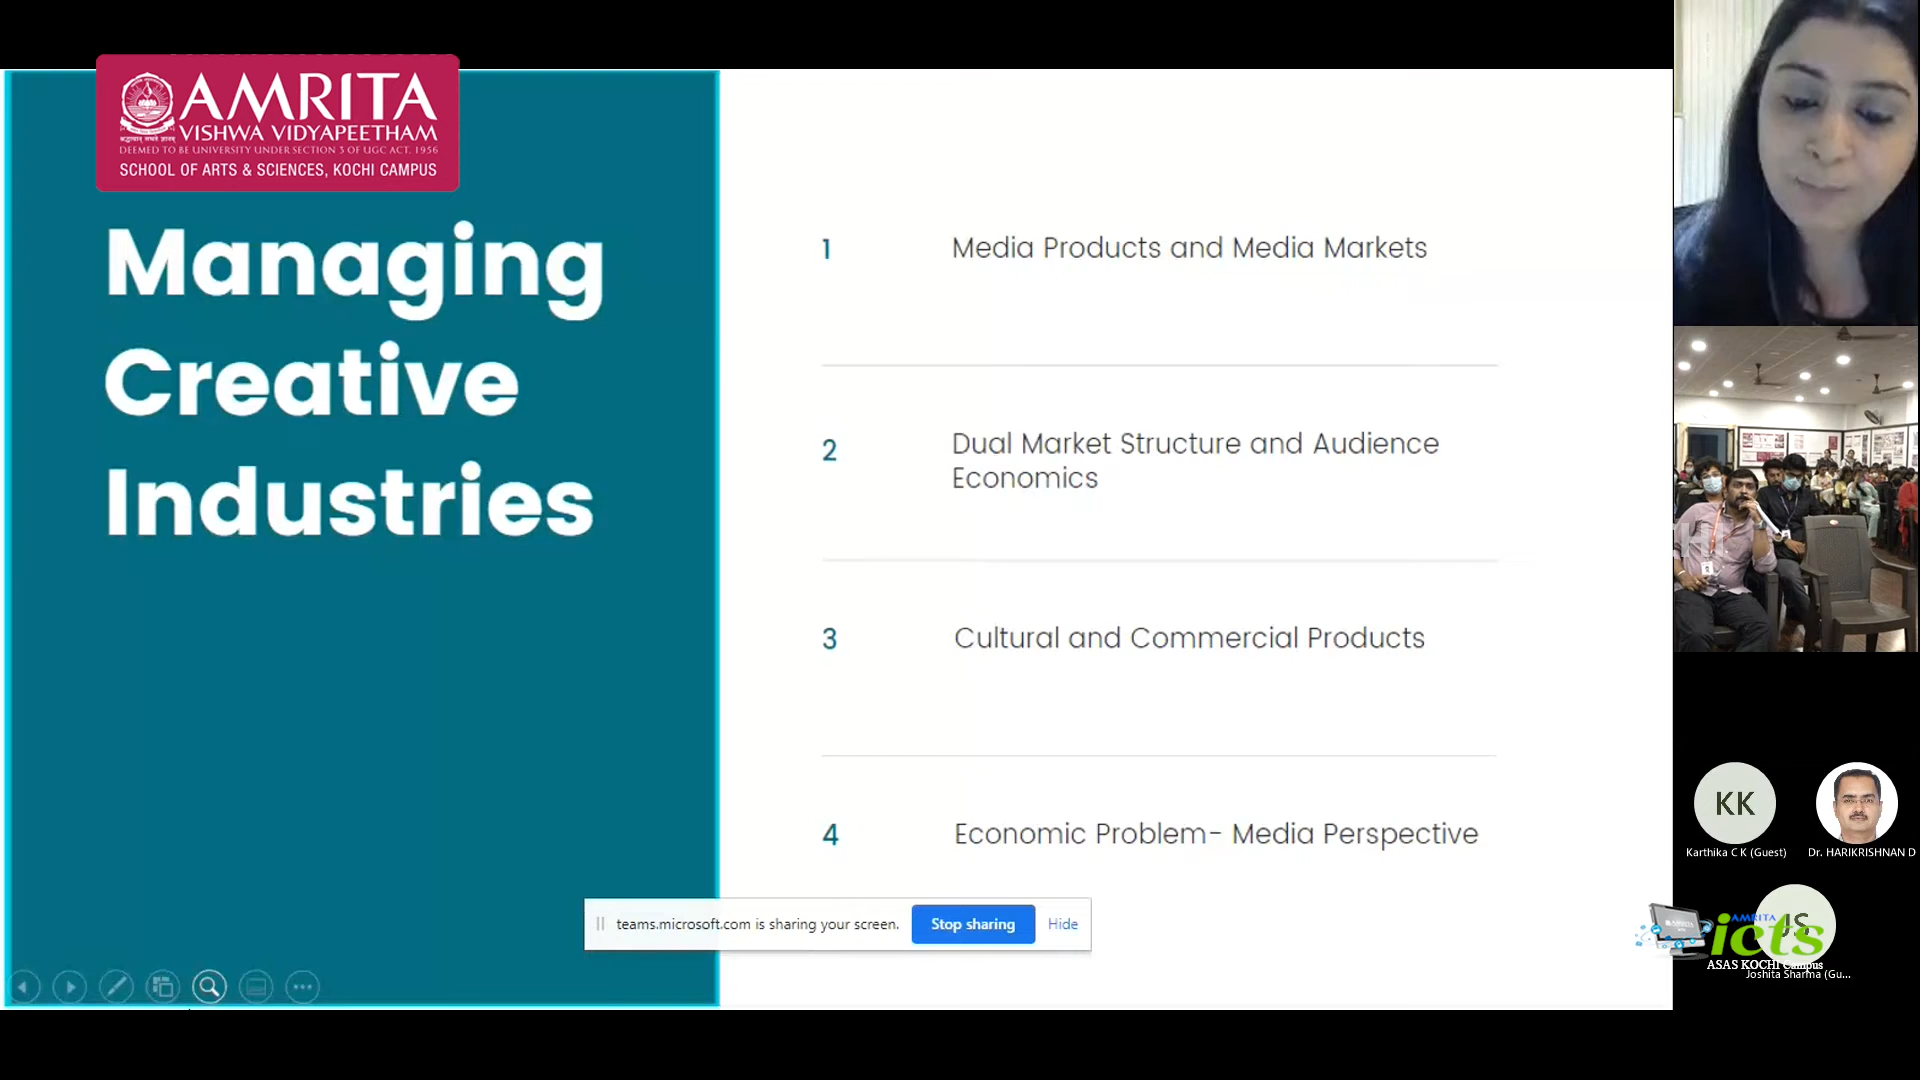 AMRITA
VISHWA VIDYAPEETHAM
DEEMED TO BE UNIVERSITY UNDER SECTION 3 OF UGC ACT. 1956
SCHOOL OF ARTS & SCIENCES, KOCHI CAMPUS
Managing
Creative
Industries
1
Media Products and Media Markets
2
Dual Market Structure and Audience
Economics
3
Cultural and Commercial Products
4
Economic Problem- Media Perspective
teams.microsoft.com is sharing your screen.
Stop sharing
Hide
KK
Karthika C K (Guest)
Dr. HARIKRISHNAN D
JS
AMRITA
icts
ASAS KOCHI Campus
Joshita Sharma (Gu...